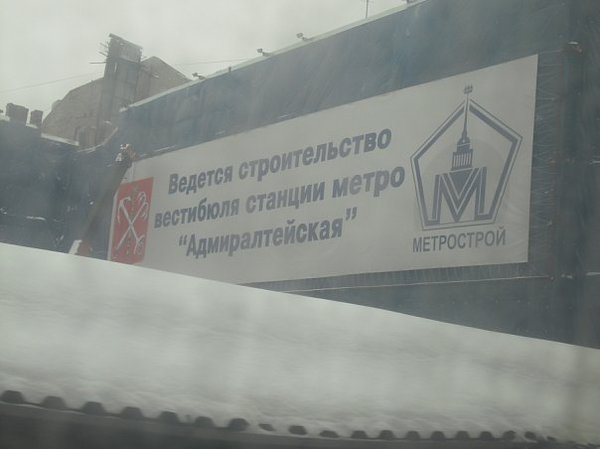 Ведется строительство
вестибюля станции метро
"Адмиралтейская"
М
МЕТРОСТРОЙ